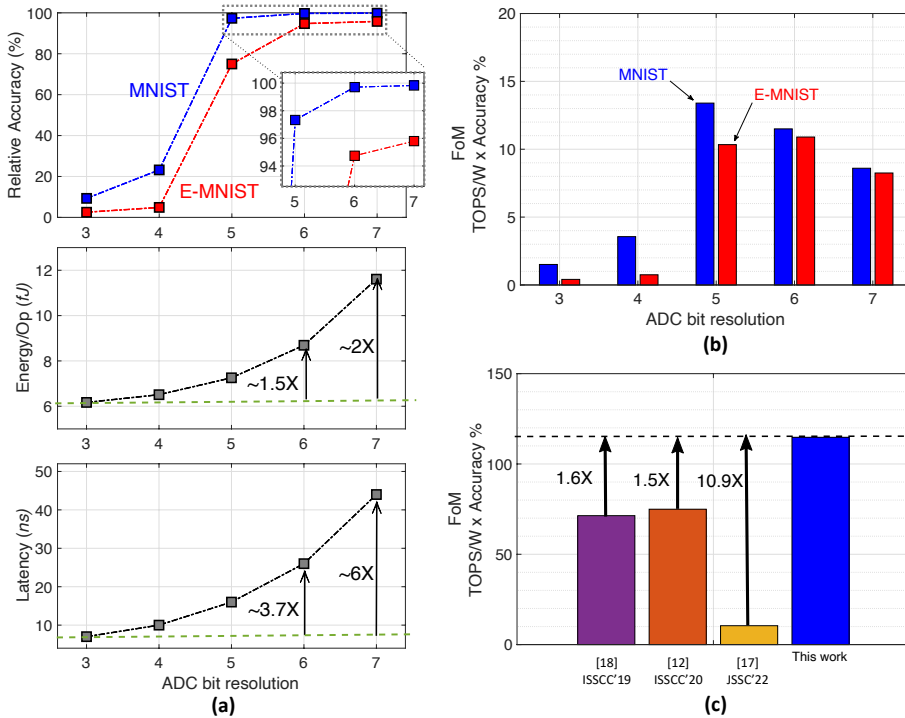 Relative Accuracy (%)
100
80
60
40
20
0
MNIST
E-MNIST
100
98
96
94
5
6
7
3
4
5
6
7
Energy/Op (fJ)
12
10
8
6
~1.5X
~2X
3
4
5
6
7
Latency (ns)
50
40
30
20
10
~3.7X
~6X
3
4
5
6
7
ADC bit resolution
(a)
FoM
TOPS/W x Accuracy %
20
15
10
5
0
MNIST
E-MNIST
3
4
5
6
7
ADC bit resolution
(b)
FoM
TOPS/W x Accuracy %
150
100
50
0
1.6X
1.5X
10.9X
[18]
ISSCC'19
[12]
ISSCC'20
[17]
JSSC'22
This work
(c)